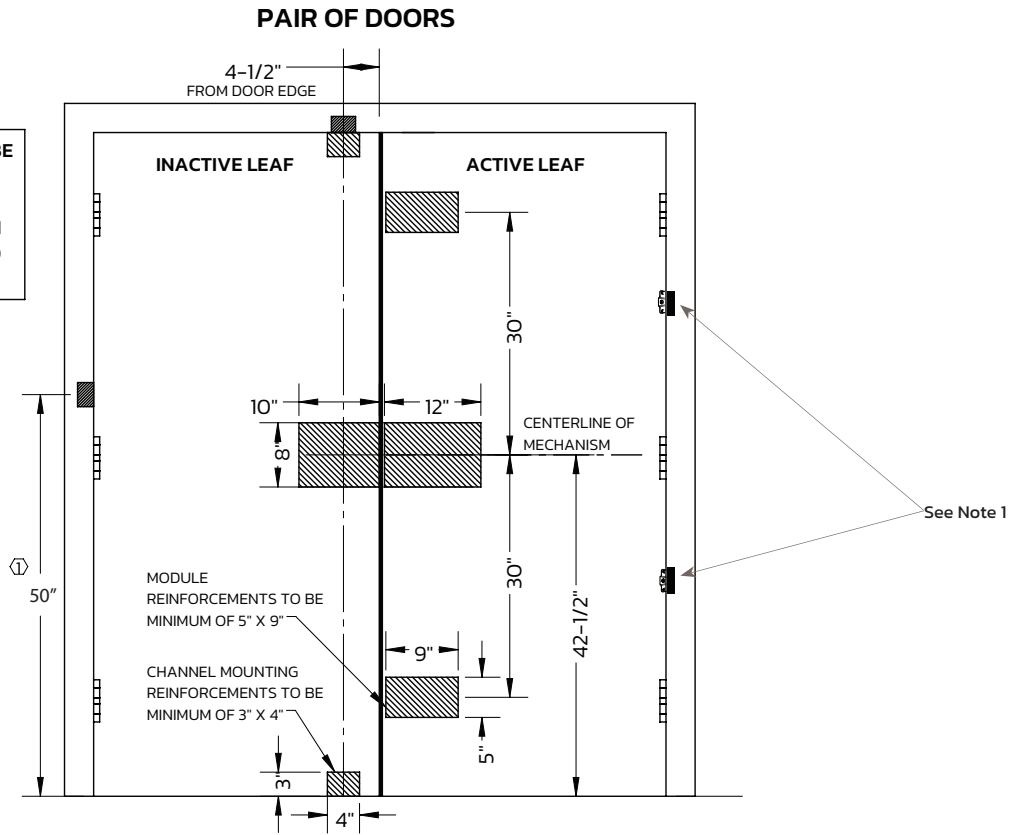 PAIR OF DOORS
4-1/2"
FROM DOOR EDGE
BE
INACTIVE LEAF
ACTIVE LEAF
30"
10"
12"
CENTERLINE OF
MECHANISM
8"
See Note 1
1
50"
MODULE
REINFORCEMENTS TO BE
MINIMUM OF 5" X 9"
30"
42-1/2"
9"
CHANNEL MOUNTING
REINFORCEMENTS TO BE
MINIMUM OF 3" X 4"
5"
3"
4"